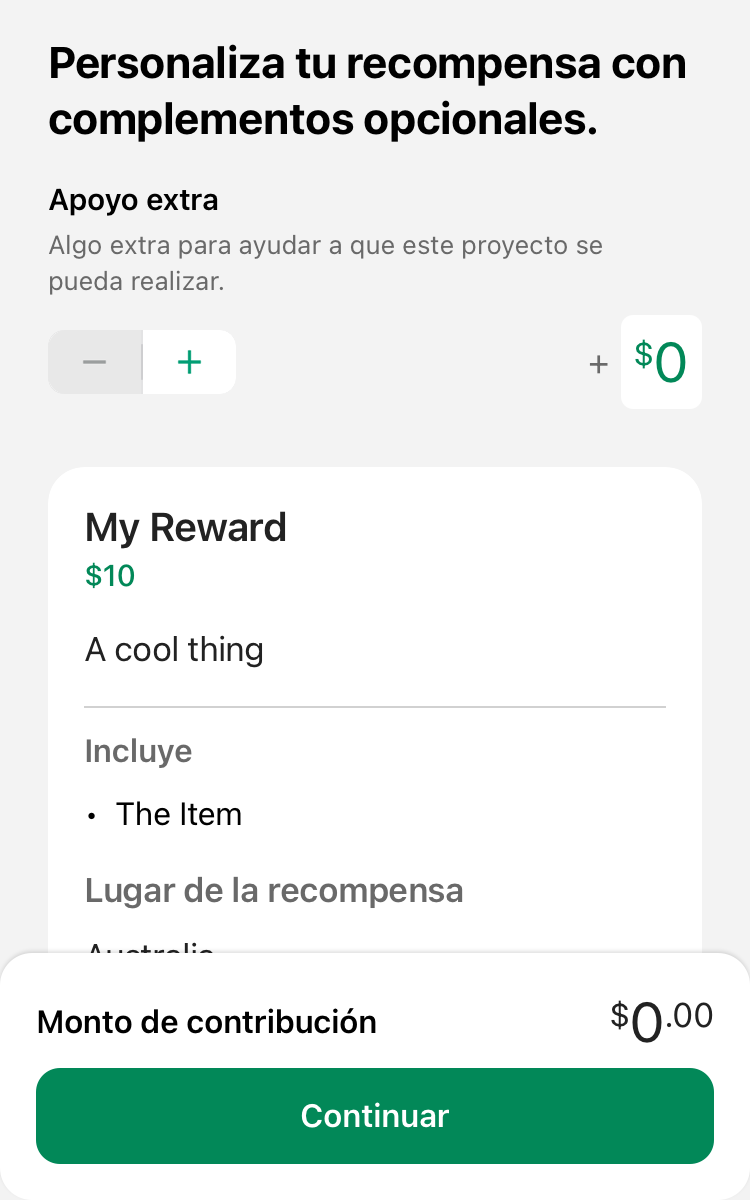 Personaliza tu recompensa con
complementos opcionales.
Apoyo extra
Algo extra para ayudar a que este proyecto se
pueda realizar.
− +
+ $0
My Reward
$10
A cool thing
Incluye
• The Item
Lugar de la recompensa
Monto de contribución
$0.00
Continuar